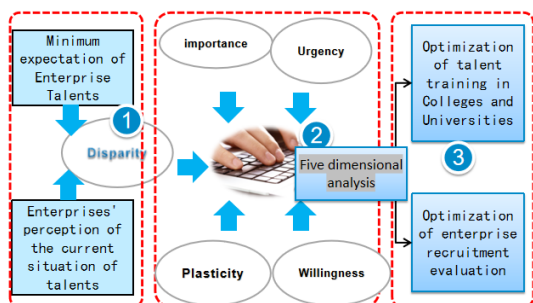 Minimum
expectation of
Enterprise
Talents
1
Disparity
Enterprises'
perception of
the current
situation of
talents
importance
Urgency
2
Five dimensional
analysis
Plasticity
Willingness
Optimization
of talent
training in
Colleges and
Universities
3
Optimization
of enterprise
recruitment
evaluation